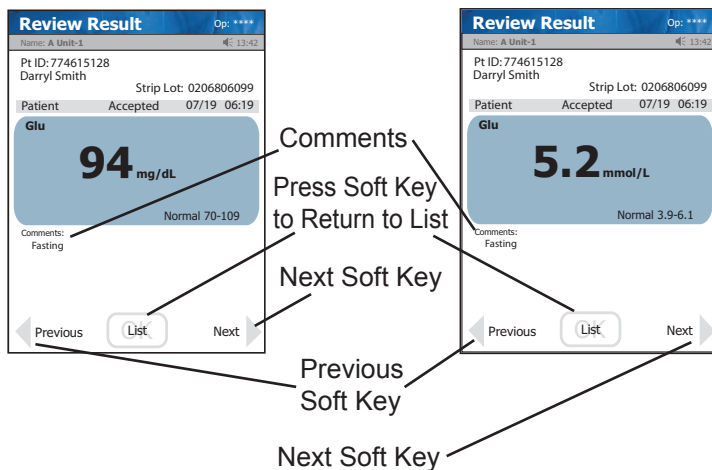 Review Result Op: ****
Name: A Unit-1 13:42
Pt ID: 774615128
Darryl Smith
Strip Lot: 0206806099
Patient Accepted 07/19 06:19
Glu
94 mg/dL
Normal 70-109
Comments:
Fasting
Previous List Next
Comments
Press Soft Key
to Return to List
Next Soft Key
Previous
Soft Key
Next Soft Key
Review Result Op: ****
Name: A Unit-1 13:42
Pt ID: 774615128
Darryl Smith
Strip Lot: 0206806099
Patient Accepted 07/19 06:19
Glu
5.2 mmol/L
Normal 3.9-6.1
Comments:
Fasting
Previous List Next